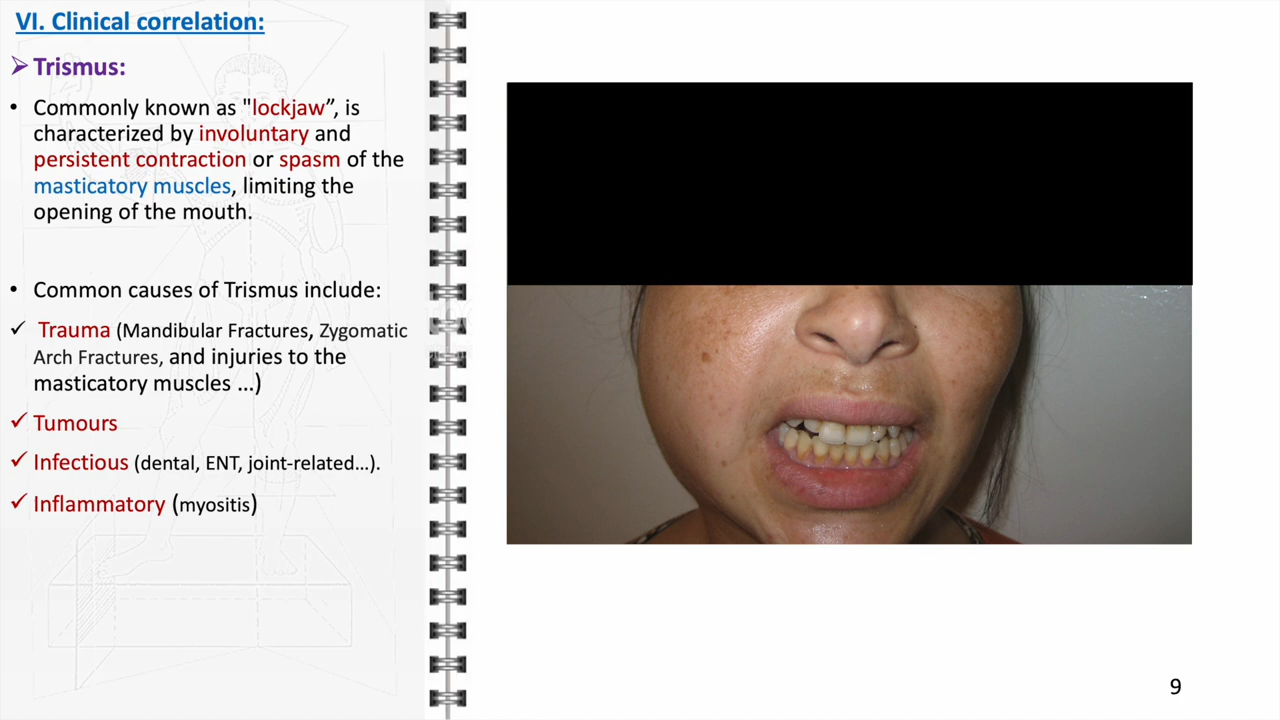 VI. Clinical correlation:
➢ Trismus:
• Commonly known as "lockjaw”, is
characterized by involuntary and
persistent contraction or spasm of the
masticatory muscles, limiting the
opening of the mouth.
• Common causes of Trismus include:
✓ Trauma (Mandibular Fractures, Zygomatic
Arch Fractures, and injuries to the
masticatory muscles ...)
✓ Tumours
✓ Infectious (dental, ENT, joint-related…).
✓ Inflammatory (myositis)
9